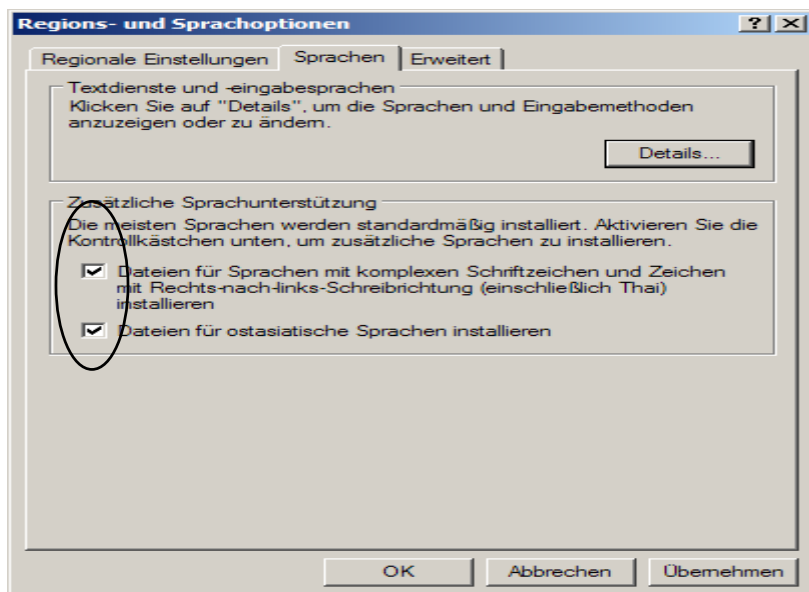 Regions- und Sprachoptionen
Regionale Einstellungen Sprachen Erweitert
Textdienste und -eingabesprachen
Klicken Sie auf "Details", um die Sprachen und Eingabemethoden
anzuzeigen oder zu ändern.
Details...
Zusätzliche Sprachunterstützung
Die meisten Sprachen werden standardmäßig installiert. Aktivieren Sie die
Kontrollkästchen unten, um zusätzliche Sprachen zu installieren.
Dateien für Sprachen mit komplexen Schriftzeichen und Zeichen
mit Rechts-nach-links-Schreibrichtung (einschließlich Thai)
installieren
Dateien für ostasiatische Sprachen installieren
OK Abbrechen Übernehmen